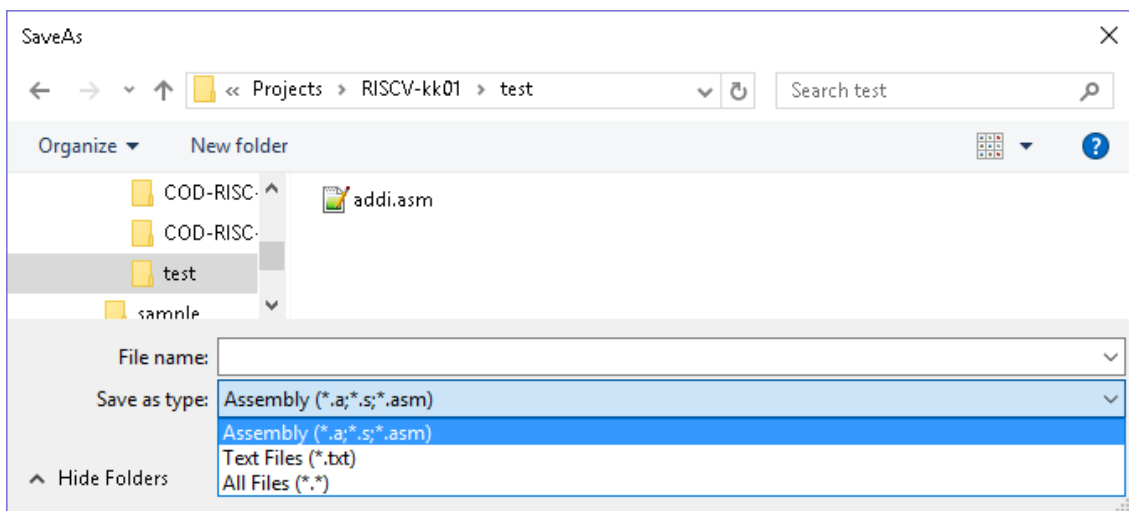 SaveAs
« Projects > RISCV-kk01 > test
Search test
Organize
New folder
COD-RISC-
addi.asm
COD-RISC-
test
sample
File name:
Save as type: Assembly (*.a;*.s;*.asm)
Assembly (*.a;*.s;*.asm)
Text Files (*.txt)
All Files (*.*)
Hide Folders